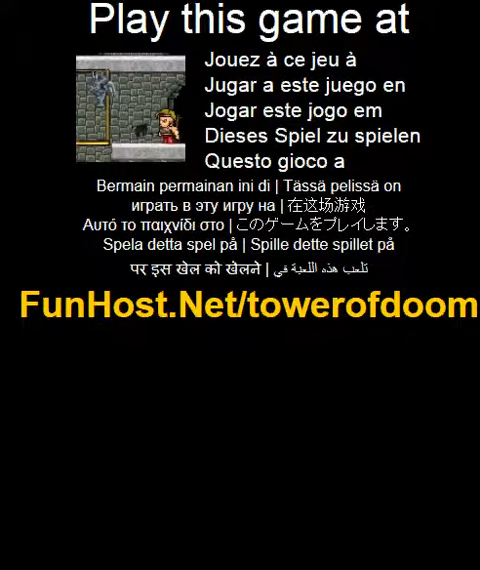 Play this game at
Jouez à ce jeu à
Jugar a este juego en
Jogar este jogo em
Dieses Spiel zu spielen
Questo gioco a
Bermain permainan ini di | Tässä pelissä on
играть в эту игру на | 在这场游戏
Αυτό το παιχνίδι στο | このゲームをプレイします。
Spela detta spel på | Spille dette spillet på
पर इस खेल को खेलने | تلعب هذه اللعبة في
FunHost.Net/towerofdoom